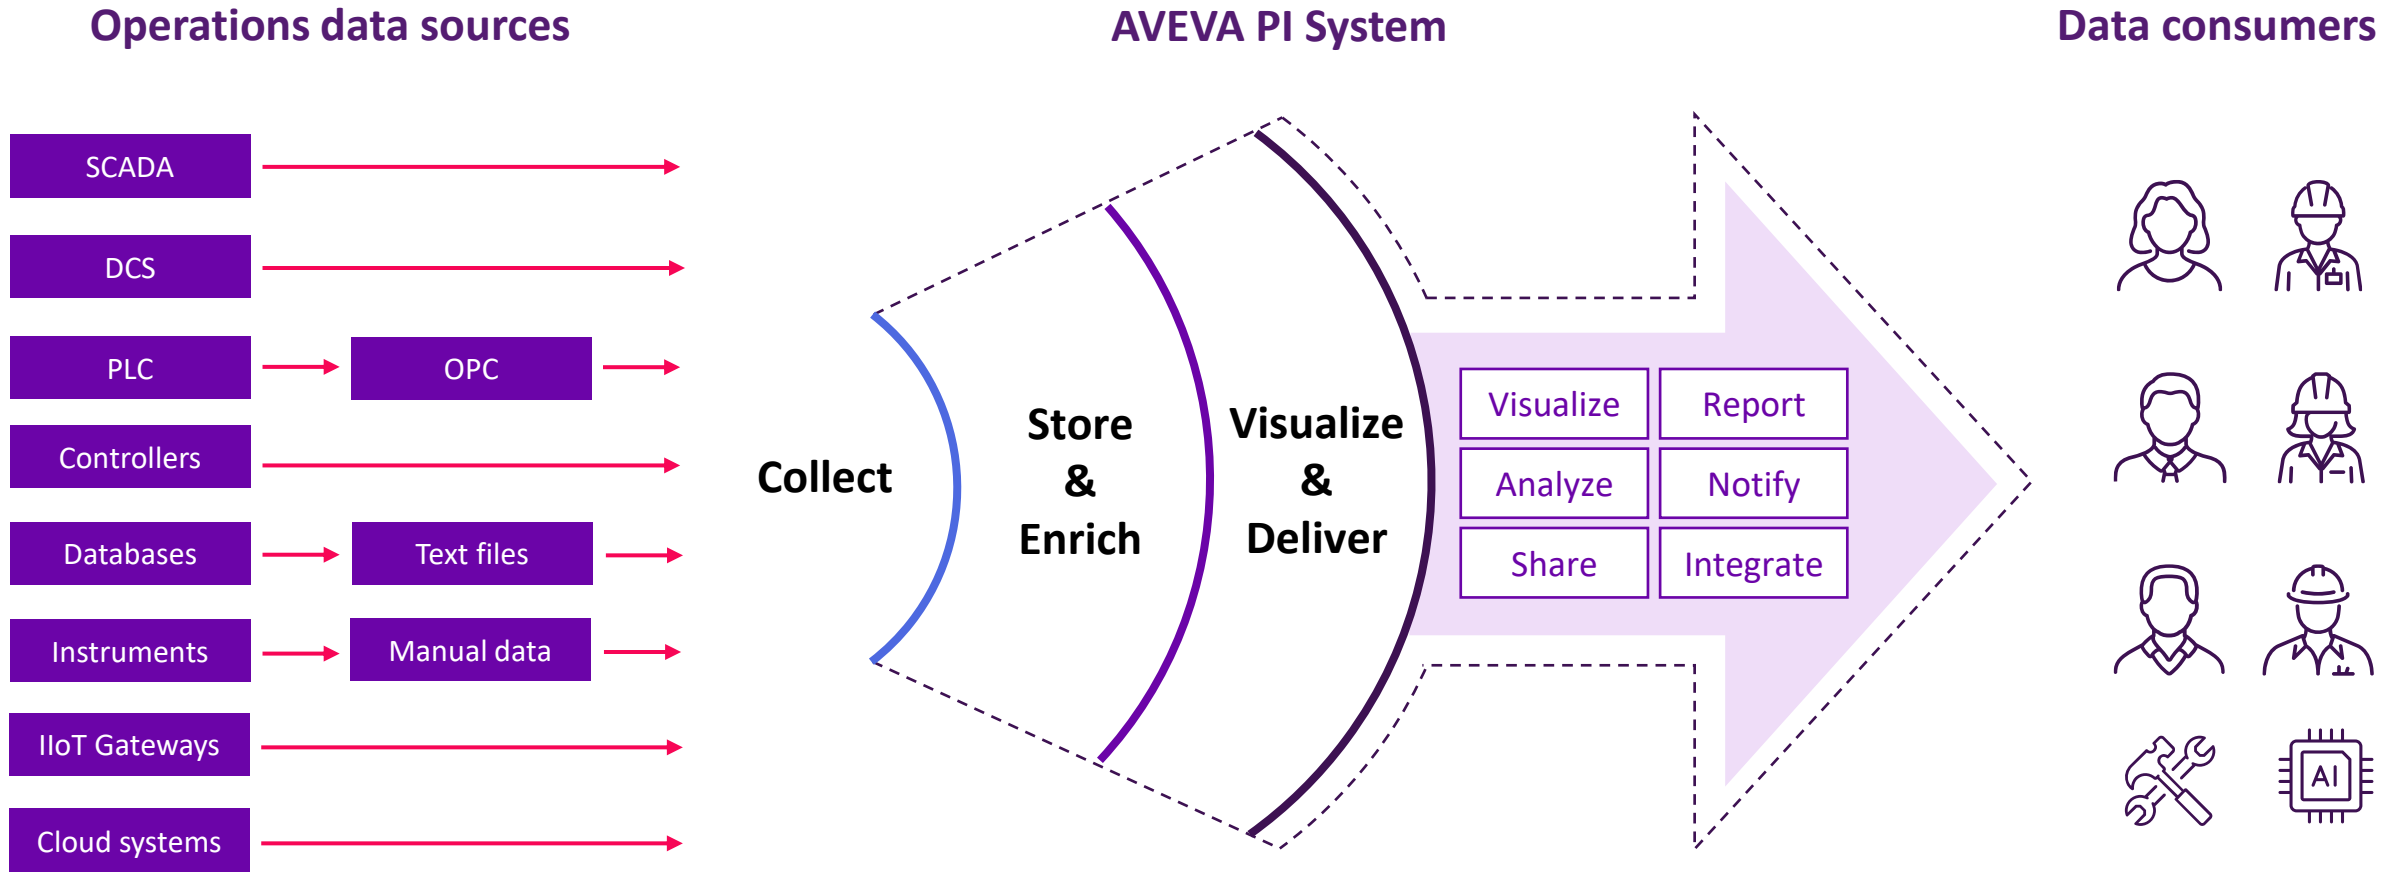 Operations data sources
AVEVA PI System
Data consumers
SCADA
DCS
PLC
OPC
Controllers
Databases
Text files
Instruments
Manual data
IIoT Gateways
Cloud systems
Collect
Store
&
Enrich
Visualize
&
Deliver
Visualize
Report
Analyze
Notify
Share
Integrate
AI